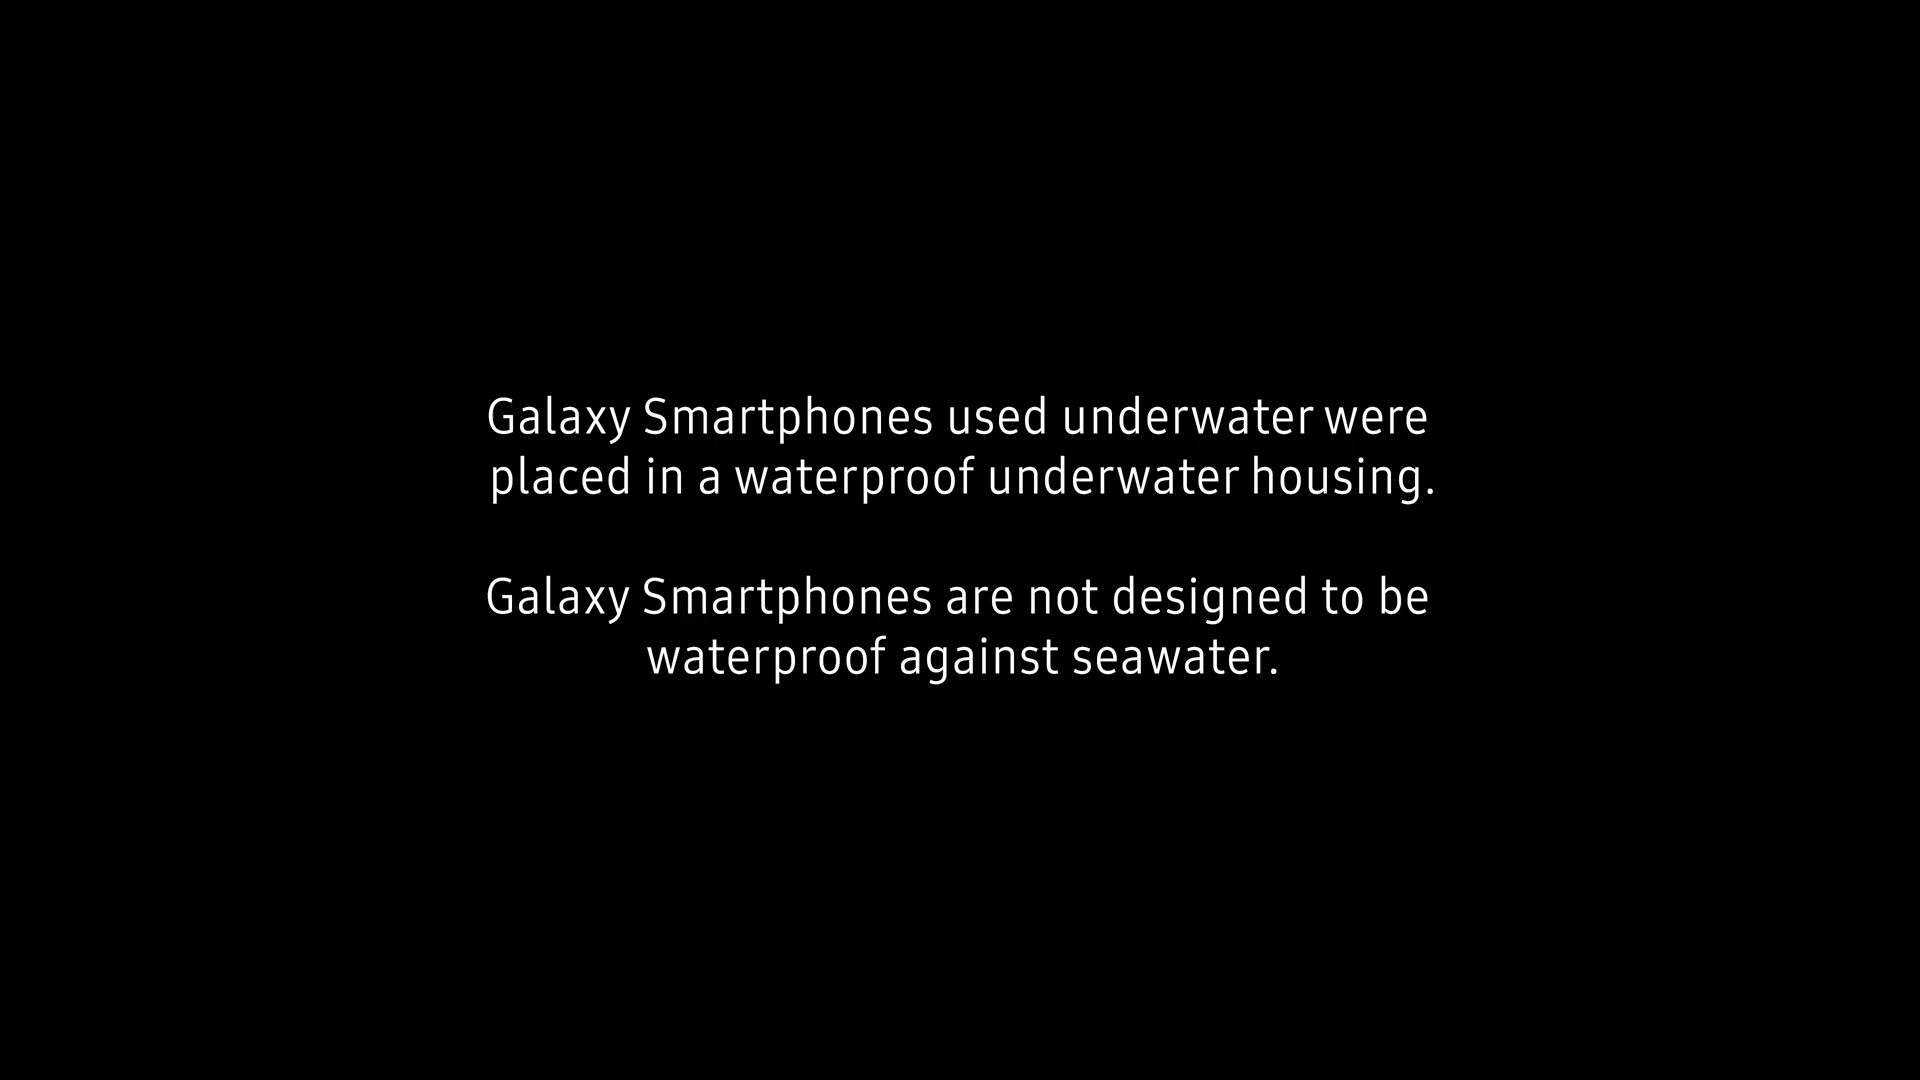 Galaxy Smartphones used underwater were
placed in a waterproof underwater housing.
Galaxy Smartphones are not designed to be
waterproof against seawater.